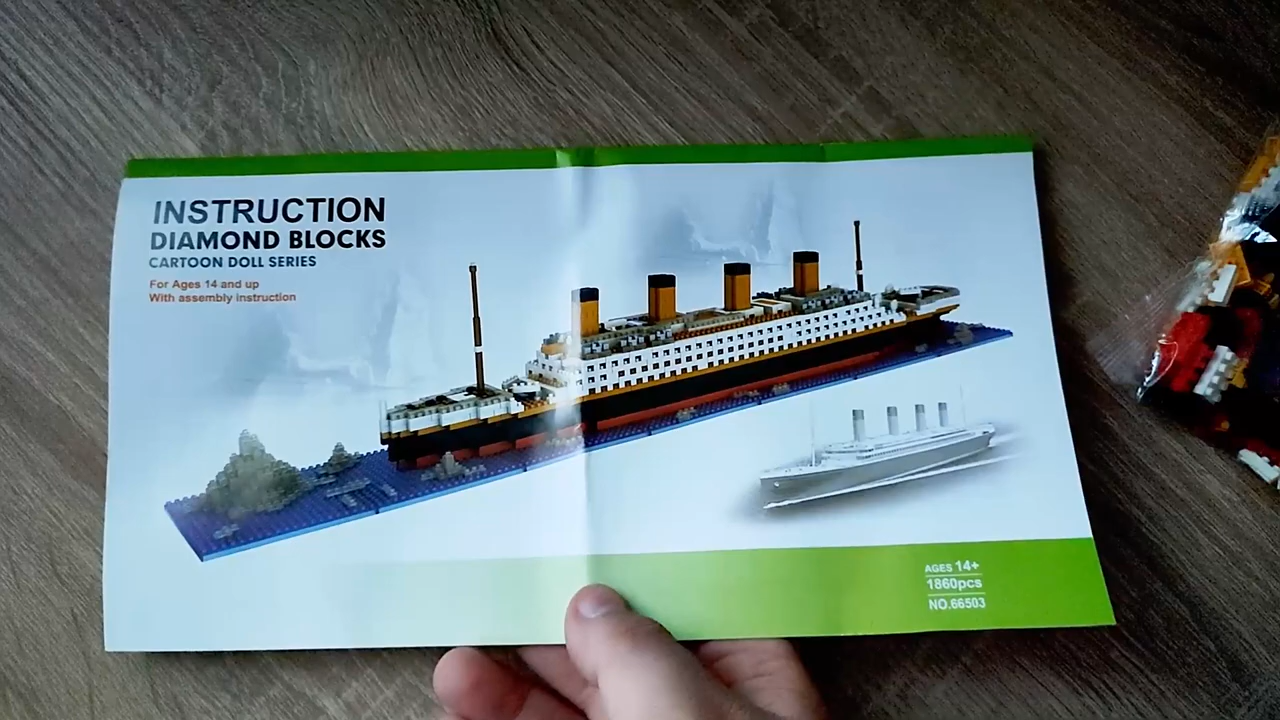 INSTRUCTION
DIAMOND BLOCKS
CARTOON DOLL SERIES
For Ages 14 and up
With assembly instruction
AGES 14+
1860pcs
NO.66503